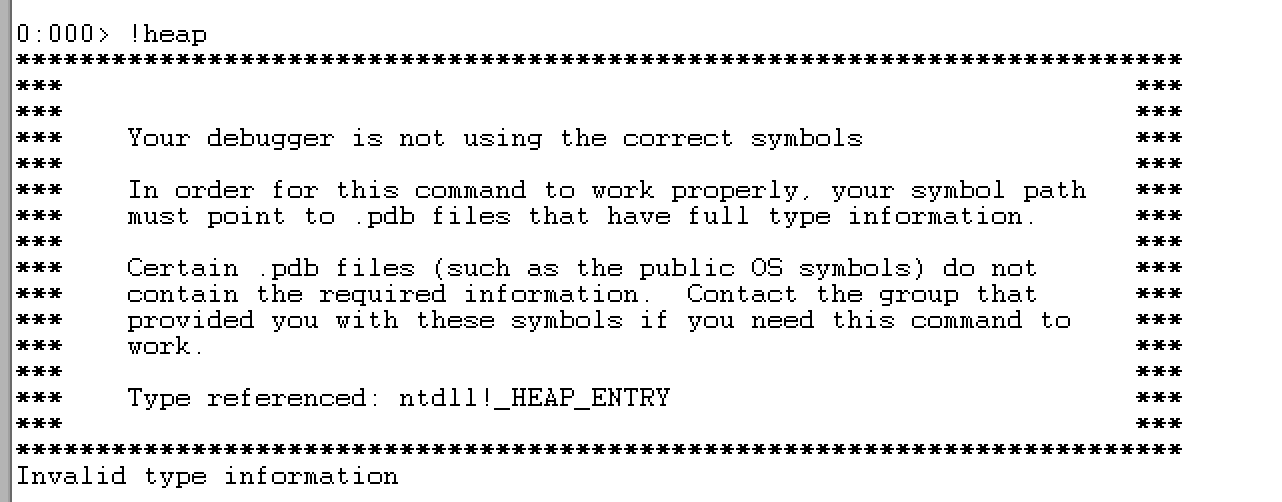 0:000> !heap
*************************************************************************
***                                                                   ***
***                                                                   ***
***    Your debugger is not using the correct symbols                 ***
***                                                                   ***
***    In order for this command to work properly, your symbol path   ***
***    must point to .pdb files that have full type information.      ***
***                                                                   ***
***    Certain .pdb files (such as the public OS symbols) do not      ***
***    contain the required information.  Contact the group that      ***
***    provided you with these symbols if you need this command to    ***
***    work.                                                          ***
***                                                                   ***
***    Type referenced: ntdll!_HEAP_ENTRY                             ***
***                                                                   ***
*************************************************************************
Invalid type information